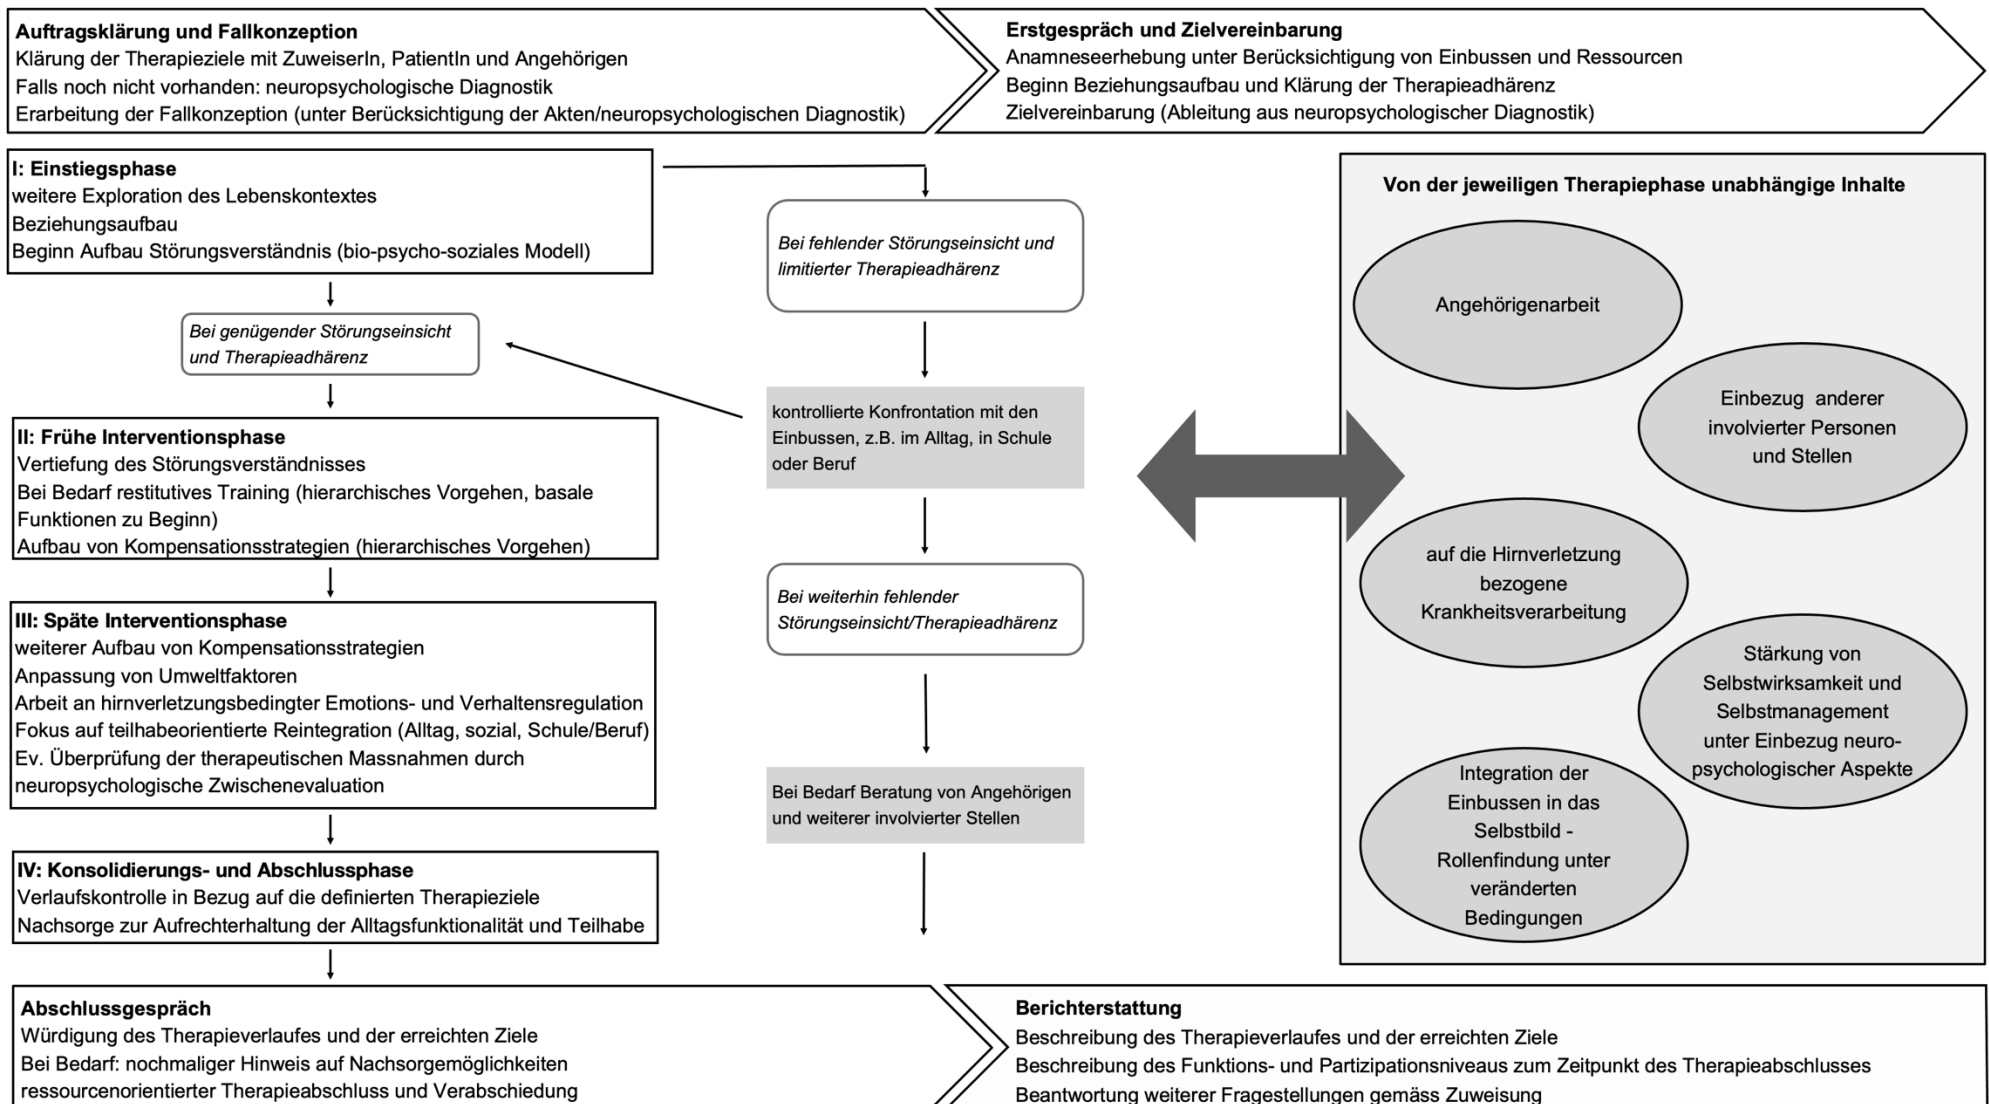 Auftragsklärung und Fallkonzeption
Klärung der Therapieziele mit ZuweiserIn, PatientIn und Angehörigen
Falls noch nicht vorhanden: neuropsychologische Diagnostik
Erarbeitung der Fallkonzeption (unter Berücksichtigung der Akten/neuropsychologischen Diagnostik)
Erstgespräch und Zielvereinbarung
Anamneseerhebung unter Berücksichtigung von Einbussen und Ressourcen
Beginn Beziehungsaufbau und Klärung der Therapieadhärenz
Zielvereinbarung (Ableitung aus neuropsychologischer Diagnostik)
I: Einstiegsphase
weitere Exploration des Lebenskontextes
Beziehungsaufbau
Beginn Aufbau Störungsverständnis (bio-psycho-soziales Modell)
Bei genügender Störungseinsicht
und Therapieadhärenz
II: Frühe Interventionsphase
Vertiefung des Störungsverständnisses
Bei Bedarf restitutives Training (hierarchisches Vorgehen, basale
Funktionen zu Beginn)
Aufbau von Kompensationsstrategien (hierarchisches Vorgehen)
III: Späte Interventionsphase
weiterer Aufbau von Kompensationsstrategien
Anpassung von Umweltfaktoren
Arbeit an hirnverletzungsbedingter Emotions- und Verhaltensregulation
Fokus auf teilhabeorientierte Reintegration (Alltag, sozial, Schule/Beruf)
Ev. Überprüfung der therapeutischen Massnahmen durch
neuropsychologische Zwischenevaluation
IV: Konsolidierungs- und Abschlussphase
Verlaufskontrolle in Bezug auf die definierten Therapieziele
Nachsorge zur Aufrechterhaltung der Alltagsfunktionalität und Teilhabe
Bei fehlender Störungseinsicht und
limitierter Therapieadhärenz
kontrollierte Konfrontation mit den
Einbussen, z.B. im Alltag, in Schule
oder Beruf
Bei weiterhin fehlender
Störungseinsicht/Therapieadhärenz
Bei Bedarf Beratung von Angehörigen
und weiterer involvierter Stellen
Von der jeweiligen Therapiephase unabhängige Inhalte
Angehörigenarbeit
Einbezug anderer
involvierter Personen
und Stellen
auf die Hirnverletzung
bezogene
Krankheitsverarbeitung
Stärkung von
Selbstwirksamkeit und
Selbstmanagement
unter Einbezug neuro-
psychologischer Aspekte
Integration der
Einbussen in das
Selbstbild -
Rollenfindung unter
veränderten
Bedingungen
Abschlussgespräch
Würdigung des Therapieverlaufes und der erreichten Ziele
Bei Bedarf: nochmaliger Hinweis auf Nachsorgemöglichkeiten
ressourcenorientierter Therapieabschluss und Verabschiedung
Berichterstattung
Beschreibung des Therapieverlaufes und der erreichten Ziele
Beschreibung des Funktions- und Partizipationsniveaus zum Zeitpunkt des Therapieabschlusses
Beantwortung weiterer Fragestellungen gemäss Zuweisung